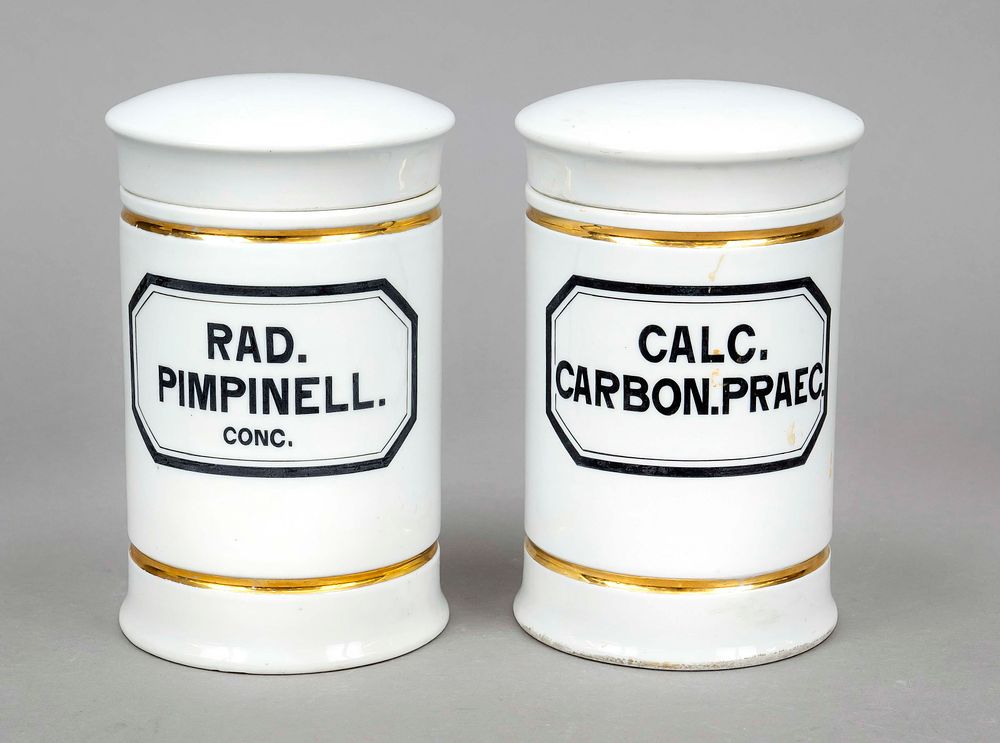 RAD.
PIMPINELL.
CONC.
CALC.
CARBON.PRAEC.